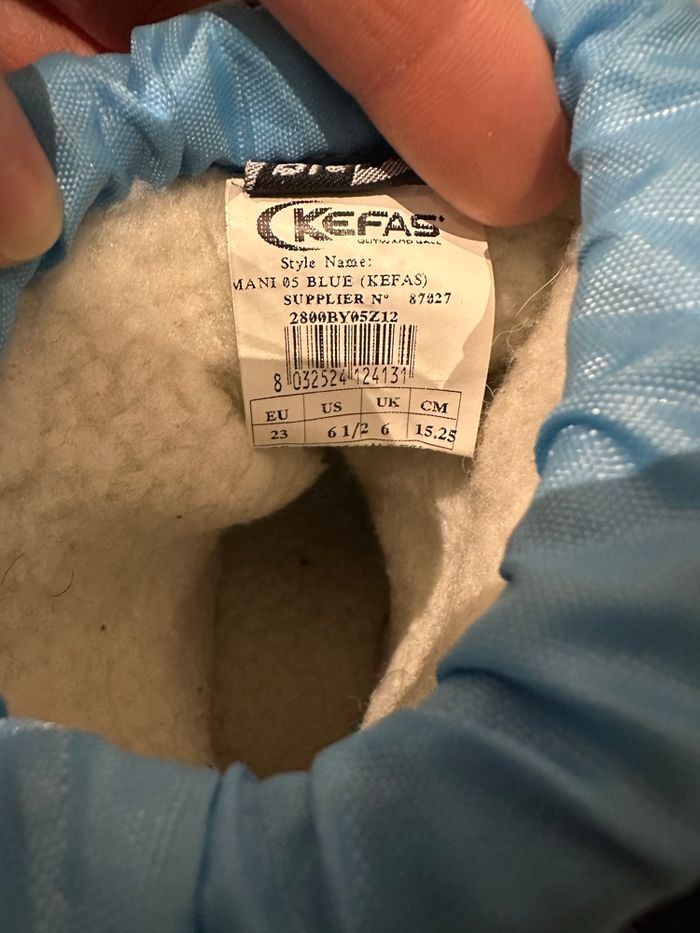 KEFAS
Style Name:
MANI 05 BLUE (KEFAS)
SUPPLIER N° 87027
2800BY05Z12
8 032524 124131
EU US UK CM
23 6 1/2 6 15.25